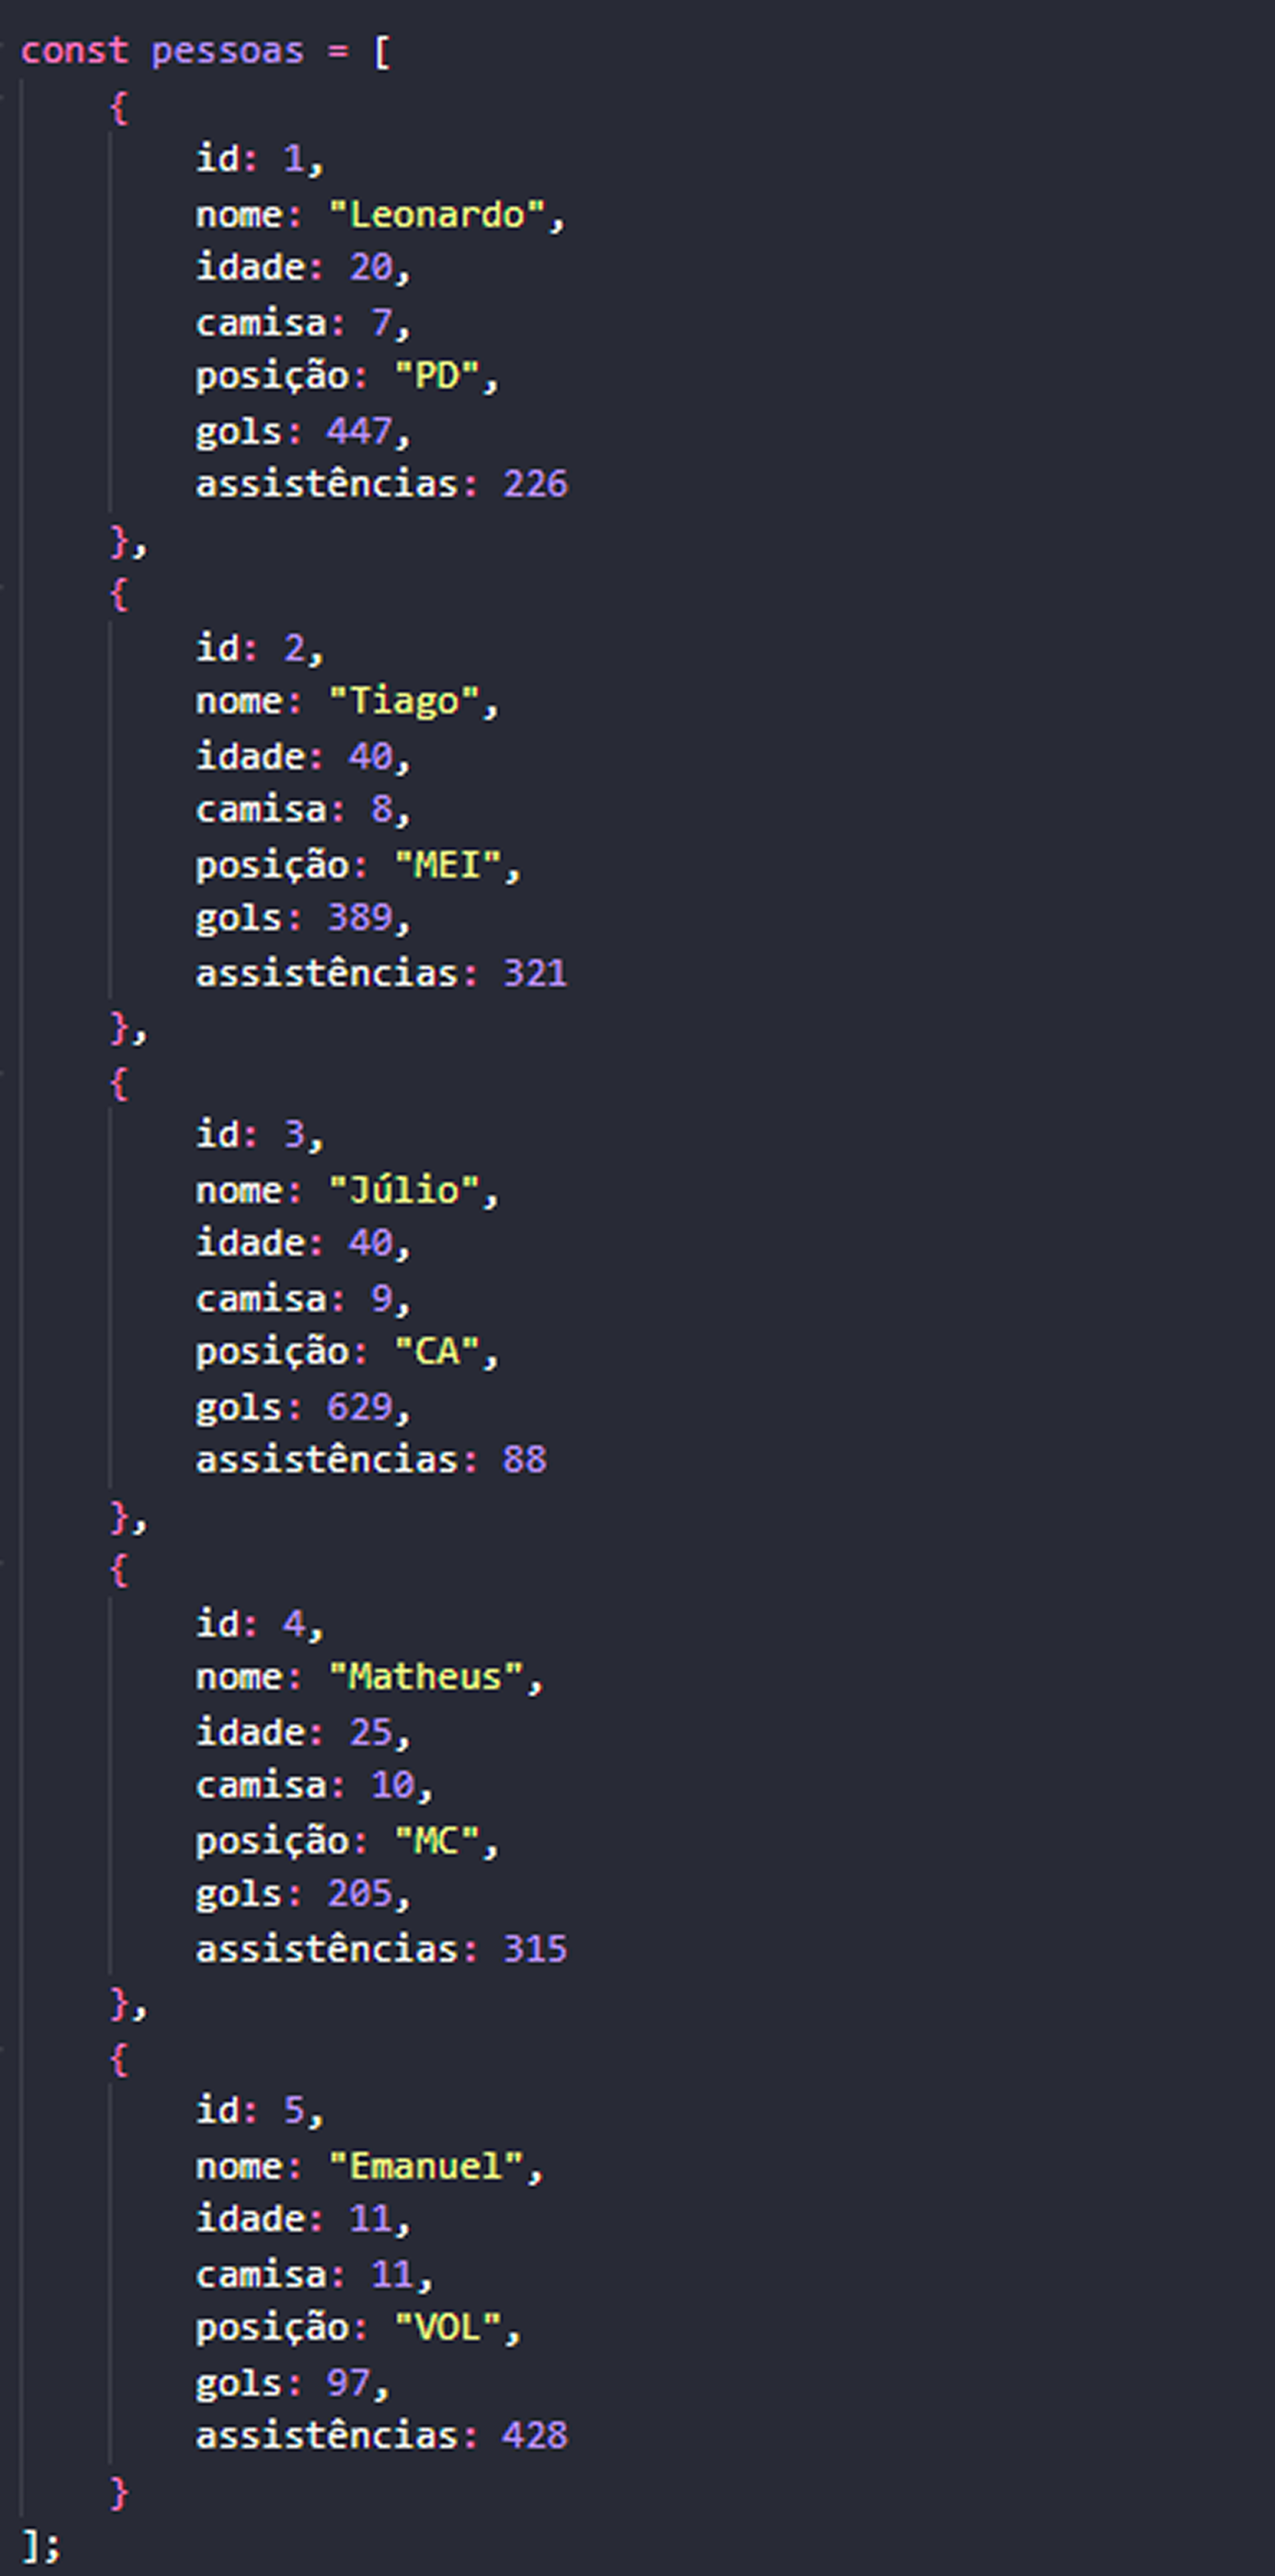 const pessoas = [
    {
        id: 1,
        nome: "Leonardo",
        idade: 20,
        camisa: 7,
        posição: "PD",
        gols: 447,
        assistências: 226
    },
    {
        id: 2,
        nome: "Tiago",
        idade: 40,
        camisa: 8,
        posição: "MEI",
        gols: 389,
        assistências: 321
    },
    {
        id: 3,
        nome: "Júlio",
        idade: 40,
        camisa: 9,
        posição: "CA",
        gols: 629,
        assistências: 88
    },
    {
        id: 4,
        nome: "Matheus",
        idade: 25,
        camisa: 10,
        posição: "MC",
        gols: 205,
        assistências: 315
    },
    {
        id: 5,
        nome: "Emanuel",
        idade: 11,
        camisa: 11,
        posição: "VOL",
        gols: 97,
        assistências: 428
    }
];